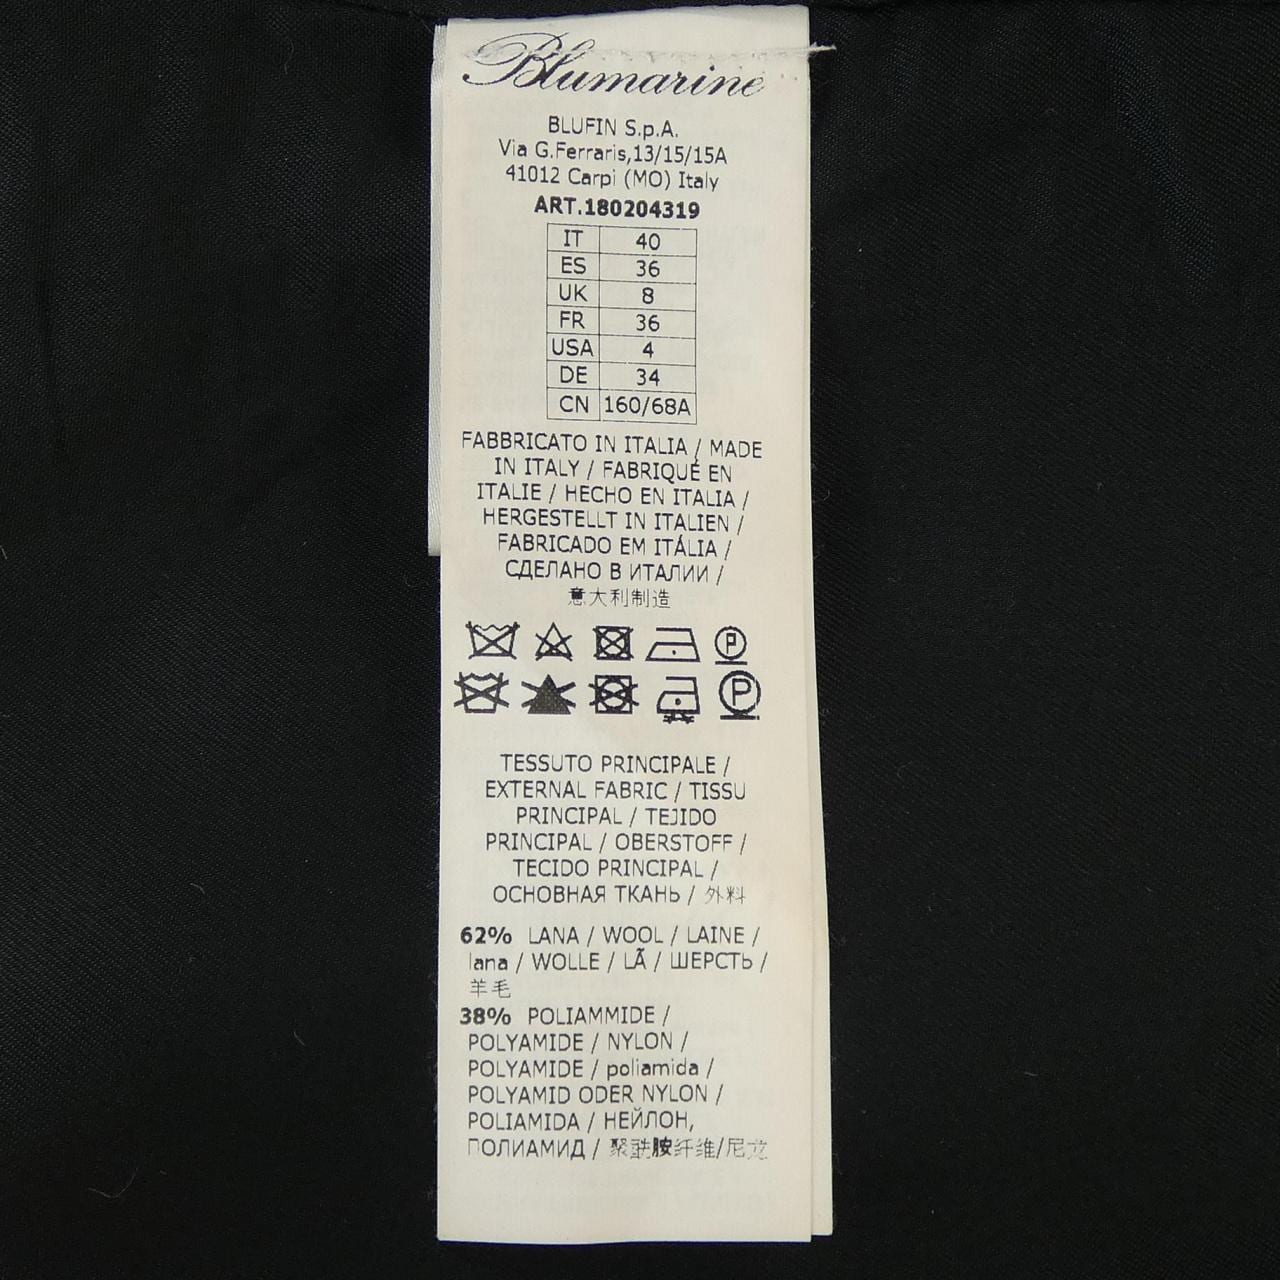 Blumarine
BLUFIN S.p.A.
Via G.Ferraris,13/15/15A
41012 Carpi (MO) Italy
ART.180204319
IT 40
ES 36
UK 8
FR 36
USA 4
DE 34
CN 160/68A
FABBRICATO IN ITALIA / MADE
IN ITALY / FABRIQUÉ EN
ITALIE / HECHO EN ITALIA /
HERGESTELLT IN ITALIEN /
FABRICADO EM ITÁLIA /
СДЕЛАНО В ИТАЛИИ /
意大利制造
P
P
TESSUTO PRINCIPALE /
EXTERNAL FABRIC / TISSU
PRINCIPAL / TEJIDO
PRINCIPAL / OBERSTOFF /
TECIDO PRINCIPAL /
ОСНОВНАЯ ТКАНЬ / 外料
62% LANA / WOOL / LAINE /
lana / WOLLE / LÃ / ШЕРСТЬ /
羊毛
38% POLIAMMIDE /
POLYAMIDE / NYLON /
POLYAMIDE / poliamida /
POLYAMID ODER NYLON /
POLIAMIDA / НЕЙЛОН,
ПОЛИАМИД / 聚酰胺纤维/尼龙